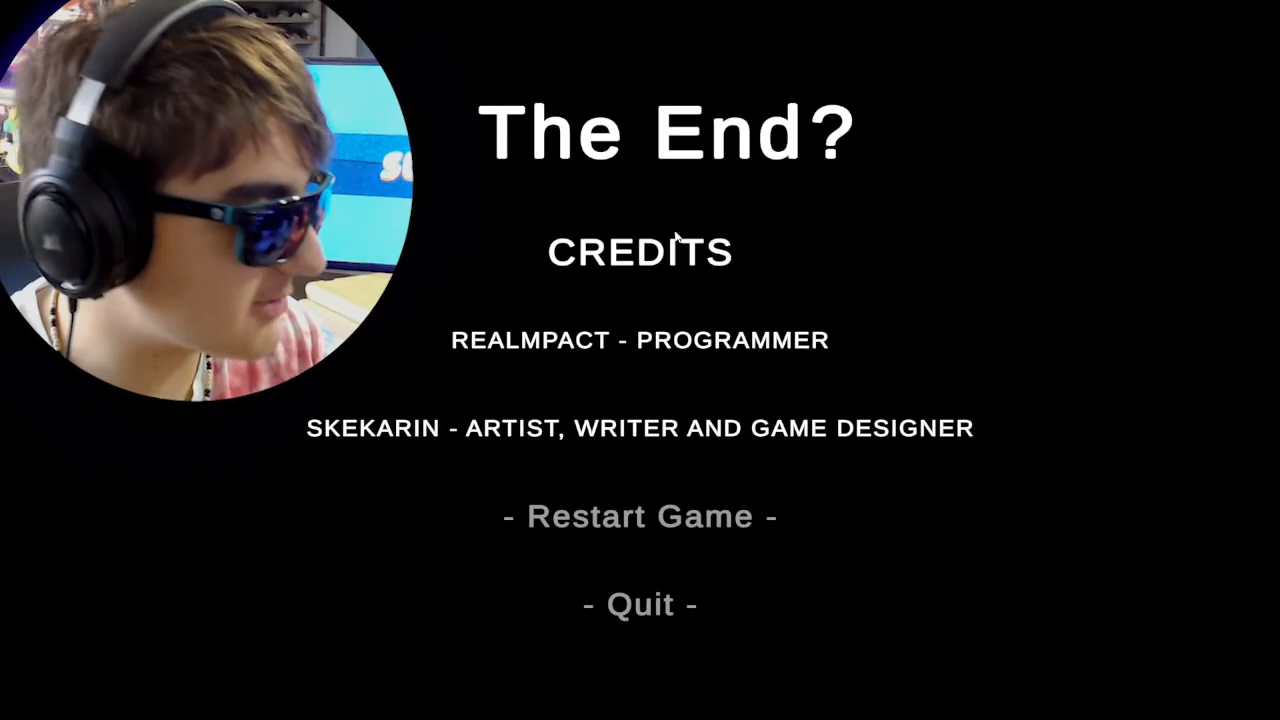 The End?
CREDITS
REALMPACT - PROGRAMMER
SKEKARIN - ARTIST, WRITER AND GAME DESIGNER
- Restart Game -
- Quit -